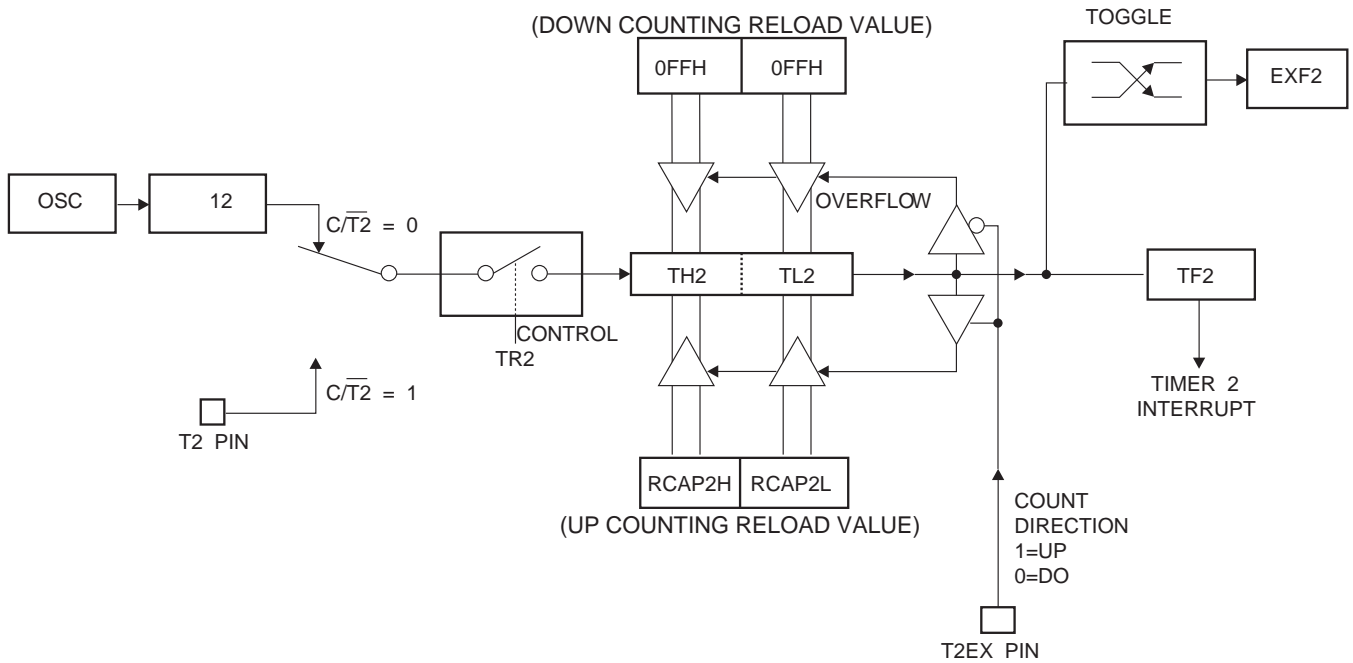 (DOWN COUNTING RELOAD VALUE)
TOGGLE
0FFH 0FFH
EXF2
OSC
12
OVERFLOW
C/T2̅ = 0
TH2 TL2
TF2
CONTROL
TR2
C/T2̅ = 1
T2 PIN
TIMER 2
INTERRUPT
RCAP2H RCAP2L
(UP COUNTING RELOAD VALUE)
COUNT
DIRECTION
1=UP
0=DO
T2EX PIN